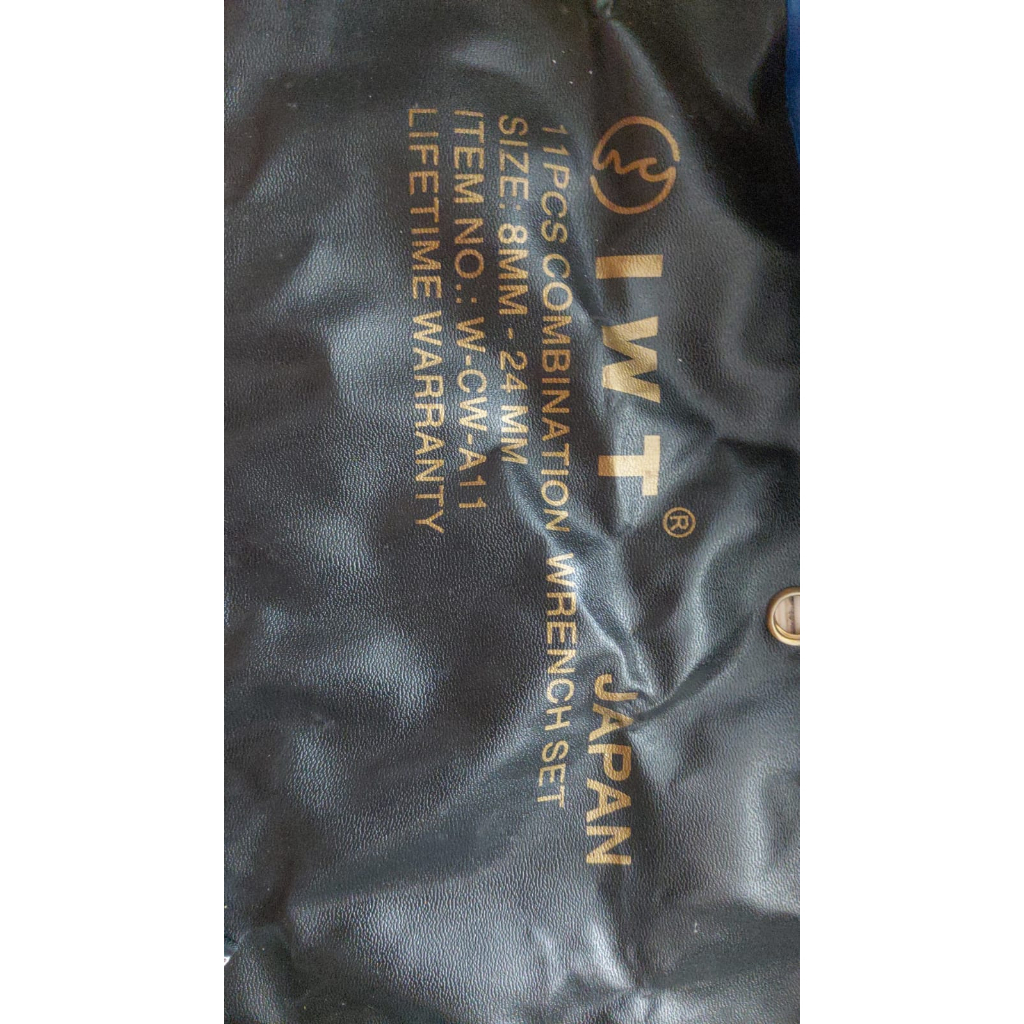 IWT® JAPAN
11PCS COMBINATION WRENCH SET
SIZE: 8MM - 24 MM
ITEM NO.: W-CW-A11
LIFETIME WARRANTY